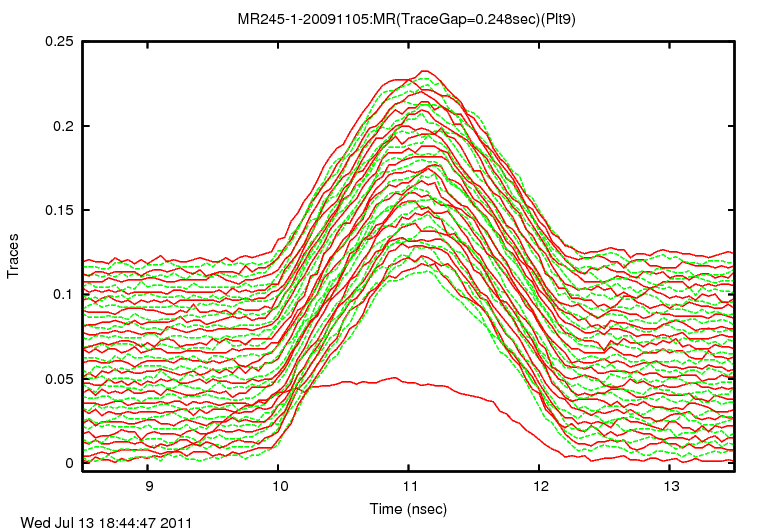 MR245-1-20091105:MR(TraceGap=0.248sec)(Plt9)
0.25
0.2
0.15
0.1
0.05
0
Traces
9 10 11 12 13
Time (nsec)
Wed Jul 13 18:44:47 2011